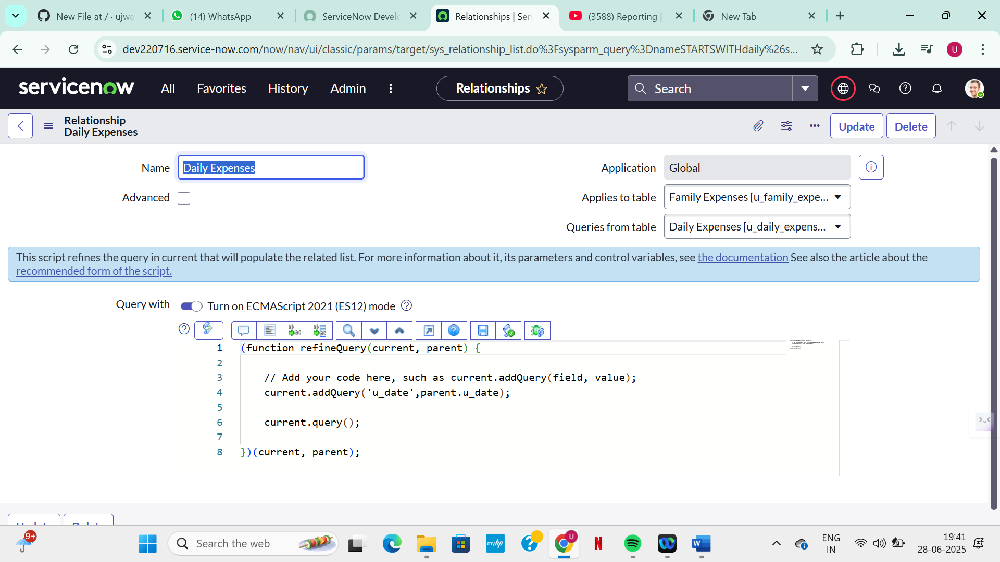 New File at / · ujwa
(14) WhatsApp
ServiceNow Develo
Relationships | Serv
(3588) Reporting |
New Tab
dev220716.service-now.com/now/nav/ui/classic/params/target/sys_relationship_list.do%3Fsysparm_query%3DnameSTARTSWITHdaily%26s...
U
servicenow
All
Favorites
History
Admin
Relationships
Search
Relationship
Daily Expenses
Update
Delete
Name
Daily Expenses
Application
Global
Advanced
Applies to table
Family Expenses [u_family_expe...
Queries from table
Daily Expenses [u_daily_expens...
This script refines the query in current that will populate the related list. For more information about it, its parameters and control variables, see the documentation See also the article about the
recommended form of the script.
Query with
Turn on ECMAScript 2021 (ES12) mode
1 (function refineQuery(current, parent) {
2
3 // Add your code here, such as current.addQuery(field, value);
4 current.addQuery('u_date',parent.u_date);
5
6 current.query();
7
8 })(current, parent);
Update
Delete
9+
Search the web
myhp
U
N
W
ENG
IN
19:41
28-06-2025